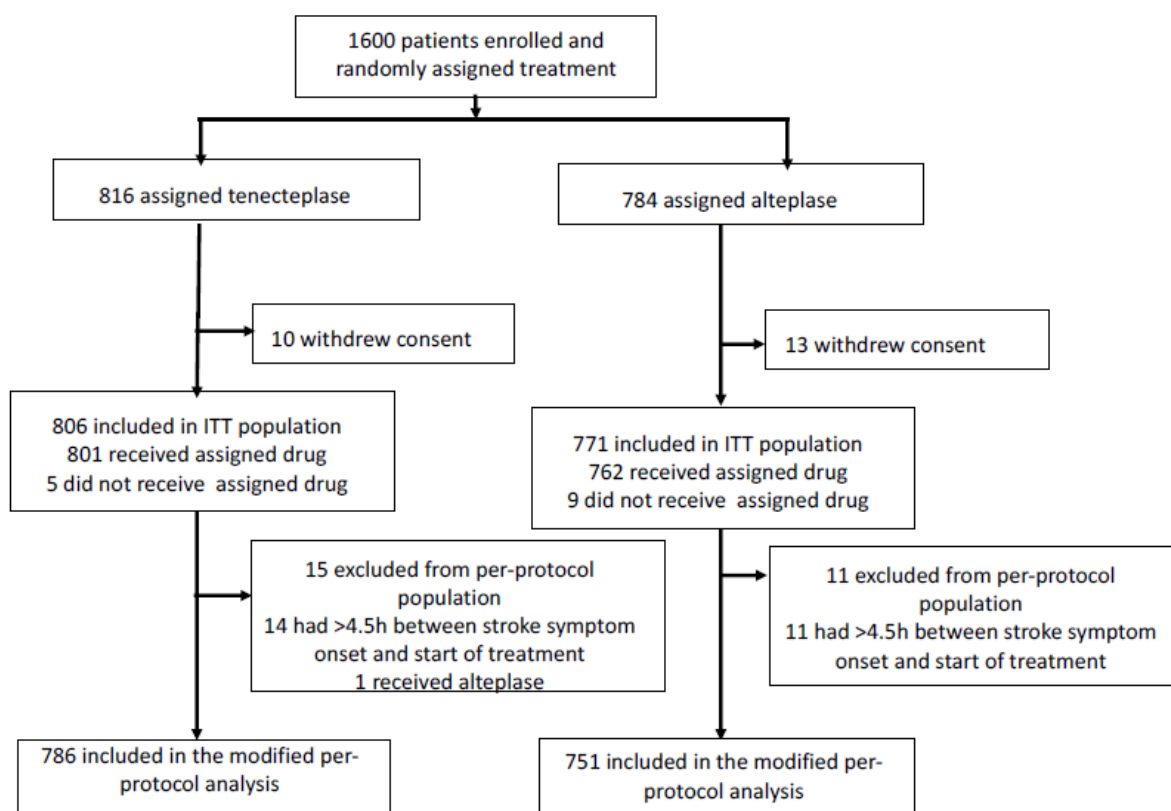 1600 patients enrolled and
randomly assigned treatment
816 assigned tenecteplase
784 assigned alteplase
10 withdrew consent
13 withdrew consent
806 included in ITT population
801 received assigned drug
5 did not receive assigned drug
771 included in ITT population
762 received assigned drug
9 did not receive assigned drug
15 excluded from per-protocol
population
14 had >4.5h between stroke symptom
onset and start of treatment
1 received alteplase
11 excluded from per-protocol
population
11 had >4.5h between stroke symptom
onset and start of treatment
786 included in the modified per-
protocol analysis
751 included in the modified per-
protocol analysis